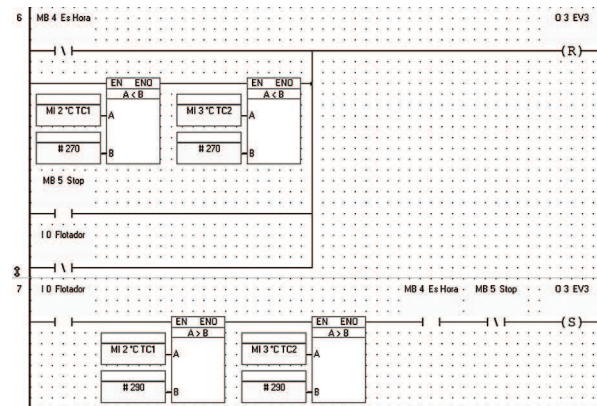 6 MB 4 Es Hora O 3 EV3
(R)
EN ENO EN ENO
A < B A < B
MI 2 °C TC1 A MI 3 °C TC2 A
# 270 B # 270 B
MB 5 Stop
I 0 Flotador
7 I 0 Flotador MB 4 Es Hora MB 5 Stop O 3 EV3
(S)
EN ENO EN ENO
A > B A > B
MI 2 °C TC1 A MI 3 °C TC2 A
# 290 B # 290 B